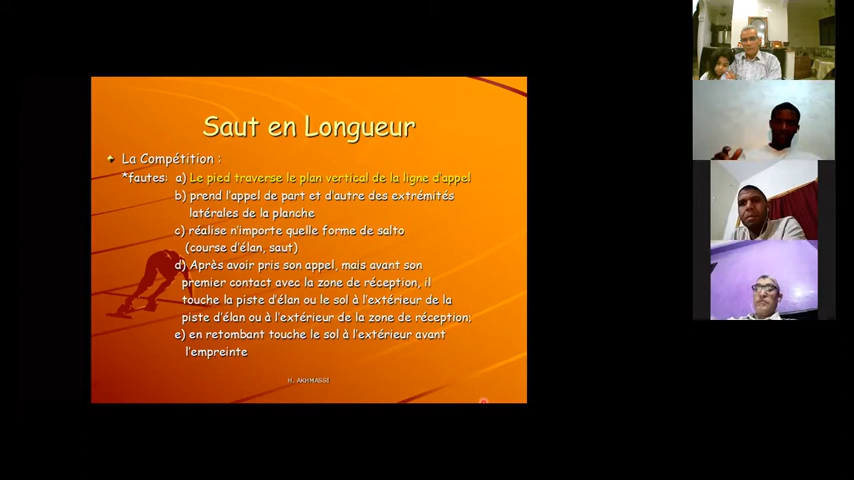 Saut en Longueur
La Compétition :
*fautes: a) Le pied traverse le plan vertical de la ligne d'appel
b) prend l'appel de part et d'autre des extrémités
latérales de la planche
c) réalise n'importe quelle forme de salto
(course d'élan, saut)
d) Après avoir pris son appel, mais avant son
premier contact avec la zone de réception, il
touche la piste d'élan ou le sol à l'extérieur de la
piste d'élan ou à l'extérieur de la zone de réception;
e) en retombant touche le sol à l'extérieur avant
l'empreinte
H. AKHMASSI